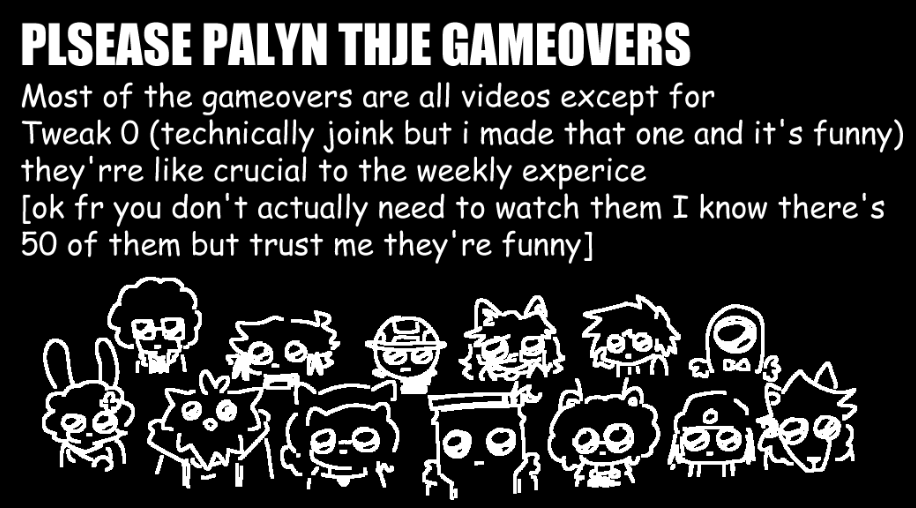 PLSEASE PALYN THJE GAMEOVERS
Most of the gameovers are all videos except for
Tweak 0 (technically joink but i made that one and it's funny)
they'rre like crucial to the weekly experice
[ok fr you don't actually need to watch them I know there's
50 of them but trust me they're funny]